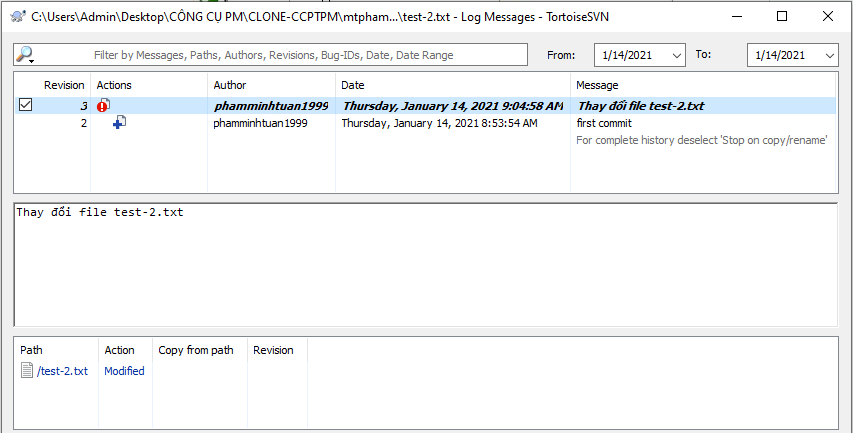 C:\Users\Admin\Desktop\CÔNG CỤ PM\CLONE-CCPTPM\mtpham...\test-2.txt - Log Messages - TortoiseSVN
Filter by Messages, Paths, Authors, Revisions, Bug-IDs, Date, Date Range From: 1/14/2021 To: 1/14/2021
Revision Actions Author Date Message
3 phamminhtuan1999 Thursday, January 14, 2021 9:04:58 AM Thay đổi file test-2.txt
2 phamminhtuan1999 Thursday, January 14, 2021 8:53:54 AM first commit
For complete history deselect 'Stop on copy/rename'
Thay đổi file test-2.txt
Path Action Copy from path Revision
/test-2.txt Modified